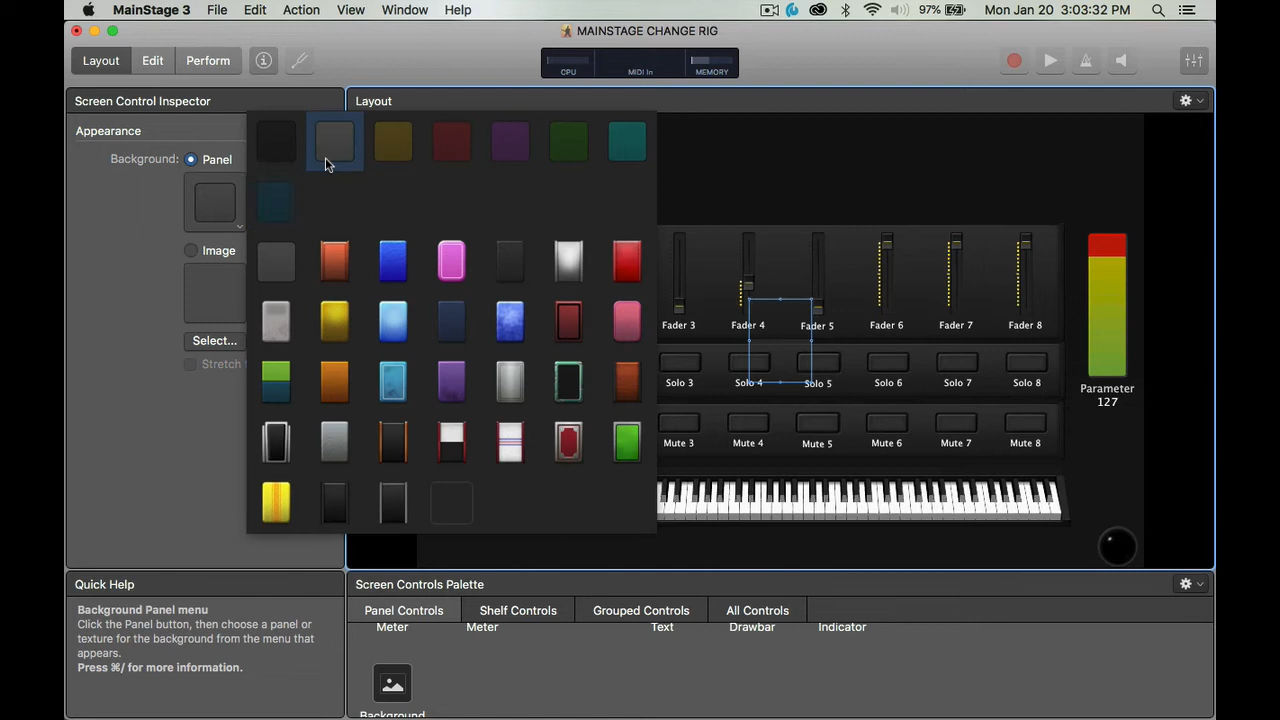 MainStage 3 File Edit Action View Window Help 97% Mon Jan 20 3:03:32 PM
MAINSTAGE CHANGE RIG
Layout Edit Perform
CPU MIDI In MEMORY
Screen Control Inspector
Appearance
Background: Panel
Image
Select...
Stretch
Layout
Fader 3 Fader 4 Fader 5 Fader 6 Fader 7 Fader 8
Solo 3 Solo 4 Solo 5 Solo 6 Solo 7 Solo 8
Mute 3 Mute 4 Mute 5 Mute 6 Mute 7 Mute 8
Parameter
127
Quick Help
Background Panel menu
Click the Panel button, then choose a panel or
texture for the background from the menu that
appears.
Press ⌘/ for more information.
Screen Controls Palette
Panel Controls Shelf Controls Grouped Controls All Controls
Meter Meter Text Drawbar Indicator
Background